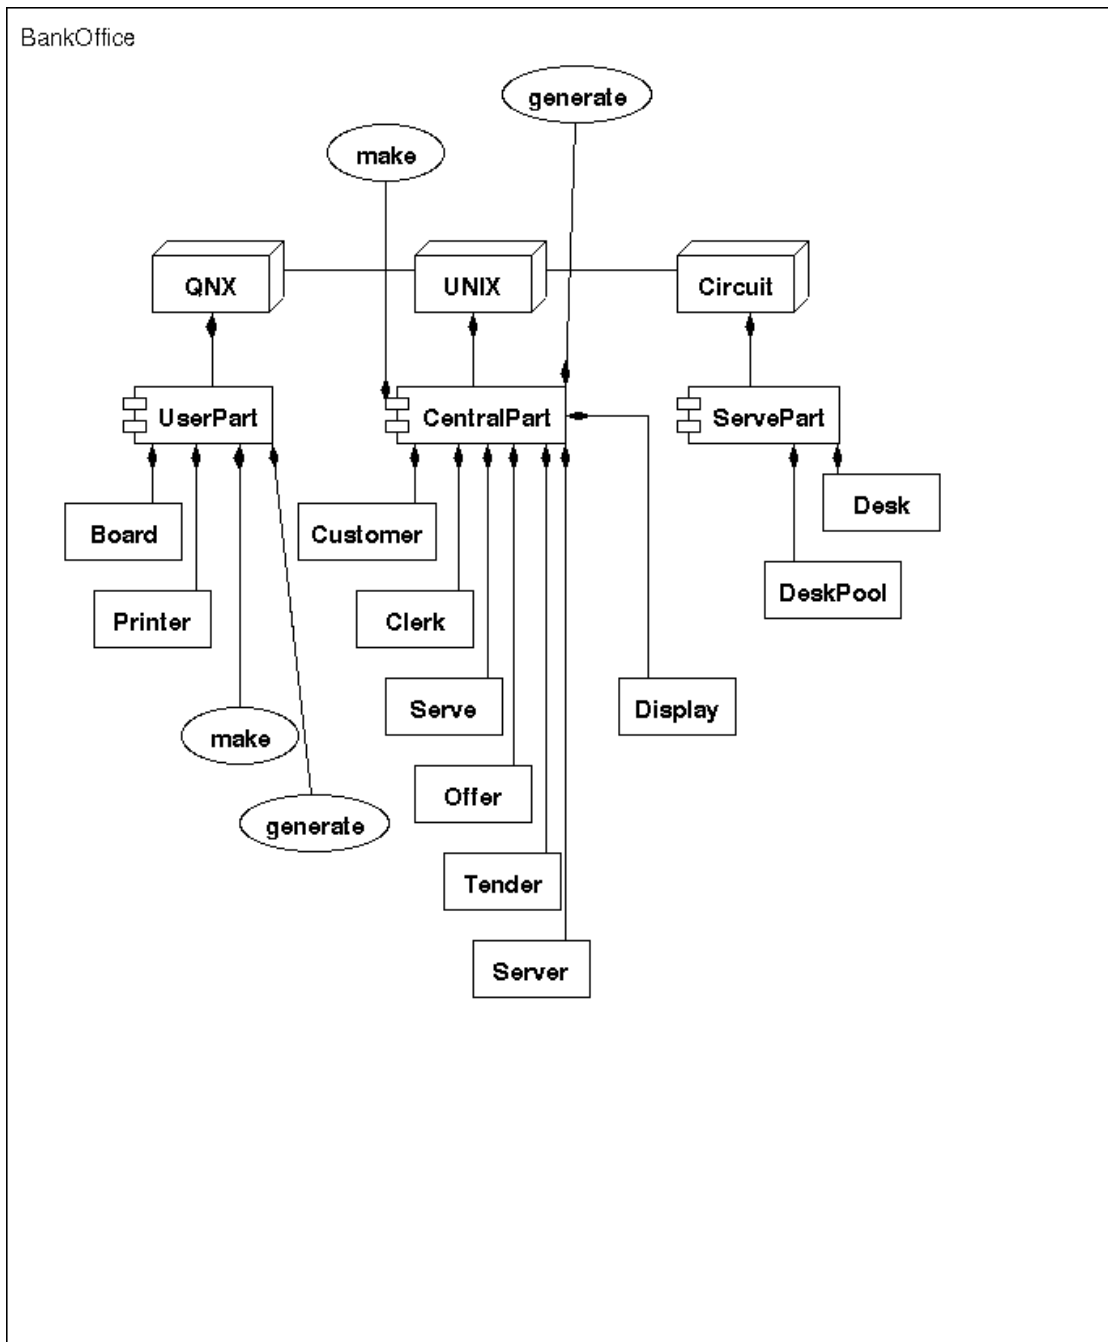 BankOffice
generate
make
QNX
UNIX
Circuit
UserPart
CentralPart
ServePart
Board
Customer
Desk
Printer
Clerk
DeskPool
make
Serve
Display
generate
Offer
Tender
Server